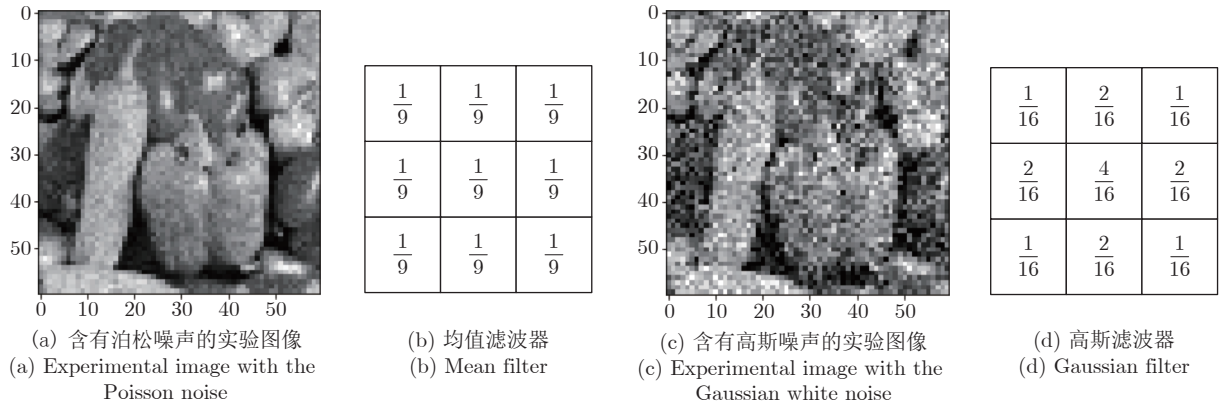 0
10
20
30
40
50
0 10 20 30 40 50
1/9 1/9 1/9
1/9 1/9 1/9
1/9 1/9 1/9
0
10
20
30
40
50
0 10 20 30 40 50
1/16 2/16 1/16
2/16 4/16 2/16
1/16 2/16 1/16
(a) 含有泊松噪声的实验图像
(a) Experimental image with the
Poisson noise
(b) 均值滤波器
(b) Mean filter
(c) 含有高斯噪声的实验图像
(c) Experimental image with the
Gaussian white noise
(d) 高斯滤波器
(d) Gaussian filter